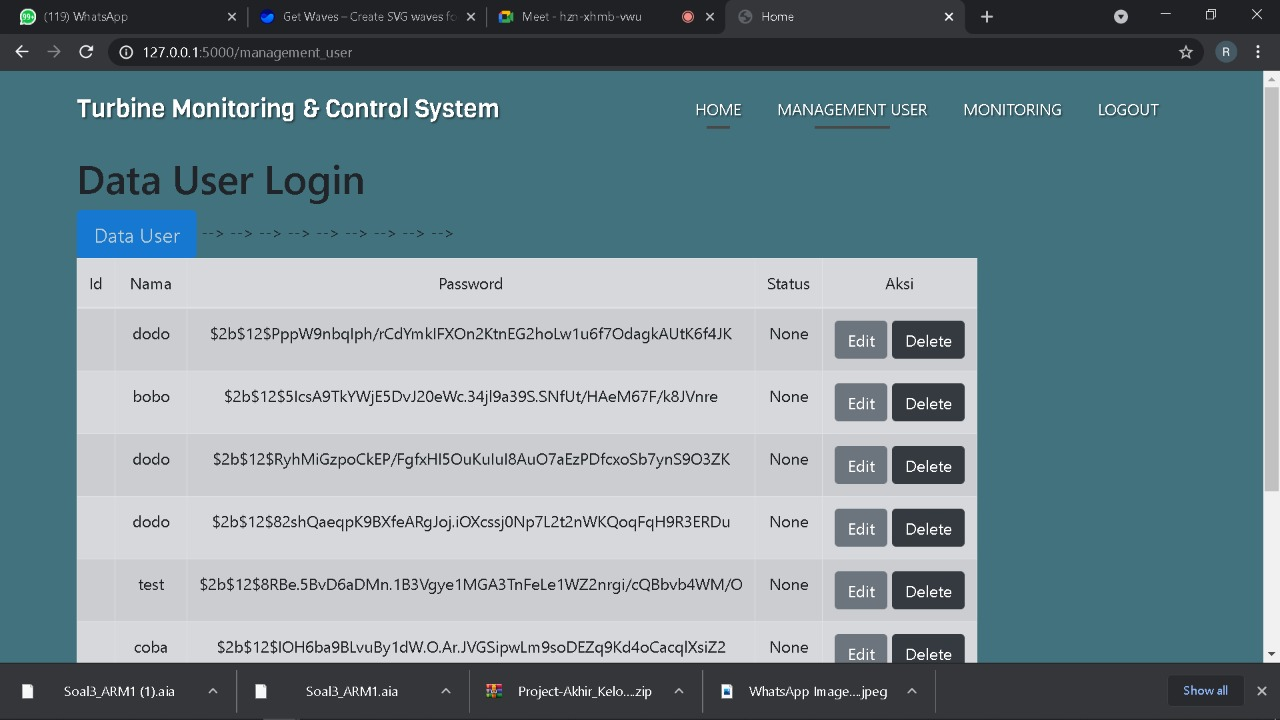 (119) WhatsApp
Get Waves – Create SVG waves fo
Meet - hzn-xhmb-vwu
Home
127.0.0.1:5000/management_user
R
Turbine Monitoring & Control System
HOME
MANAGEMENT USER
MONITORING
LOGOUT
Data User Login
Data User --> --> --> --> --> --> --> --> -->
Id Nama Password Status Aksi
dodo $2b$12$PppW9nbqIph/rCdYmkIFXOn2KtnEG2hoLw1u6f7OdagkAUtK6f4JK None Edit Delete
bobo $2b$12$5IcsA9TkYWjE5DvJ20eWc.34jl9a39S.SNfUt/HAeM67F/k8JVnre None Edit Delete
dodo $2b$12$RyhMiGzpoCkEP/FgfxHI5OuKuIuI8AuO7aEzPDfcxoSb7ynS9O3ZK None Edit Delete
dodo $2b$12$82shQaeqpK9BXfeARgJoj.iOXcssj0Np7L2t2nWKQoqFqH9R3ERDu None Edit Delete
test $2b$12$8RBe.5BvD6aDMn.1B3Vgye1MGA3TnFeLe1WZ2nrgi/cQBbvb4WM/O None Edit Delete
coba $2b$12$IOH6ba9BLvuBy1dW.O.Ar.JVGSipwLm9soDEZq9Kd4oCacqlXsiZ2 None Edit Delete
Soal3_ARM1 (1).aia
Soal3_ARM1.aia
Project-Akhir_Kelo....zip
WhatsApp Image....jpeg
Show all